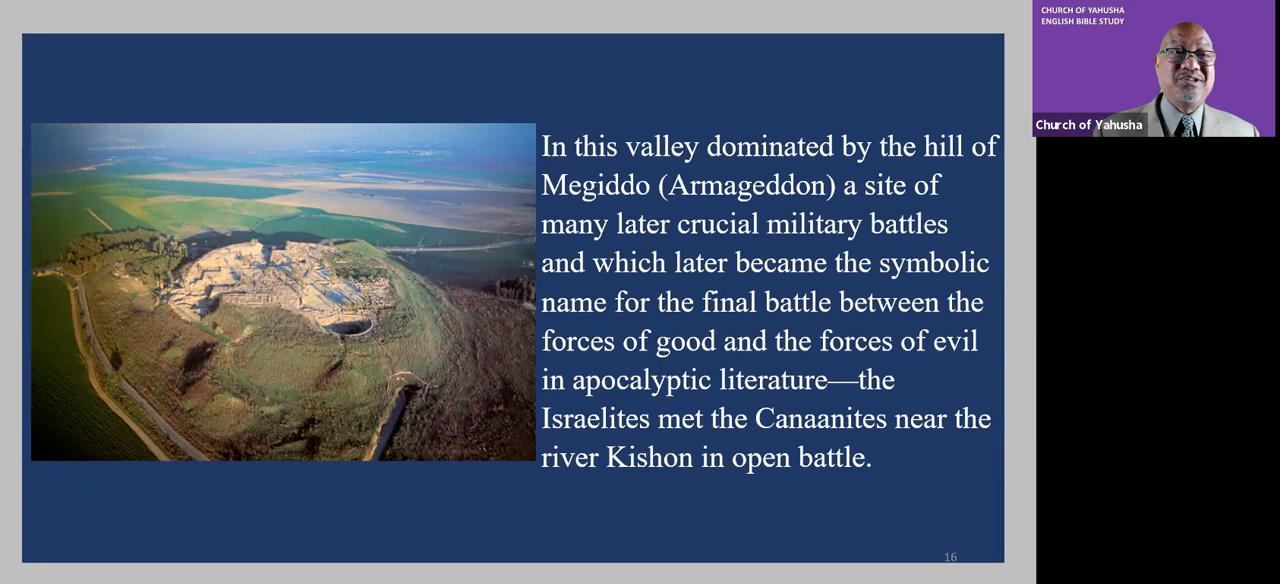 In this valley dominated by the hill of
Megiddo (Armageddon) a site of
many later crucial military battles
and which later became the symbolic
name for the final battle between the
forces of good and the forces of evil
in apocalyptic literature—the
Israelites met the Canaanites near the
river Kishon in open battle.
16
CHURCH OF YAHUSHA
ENGLISH BIBLE STUDY
Church of Yahusha